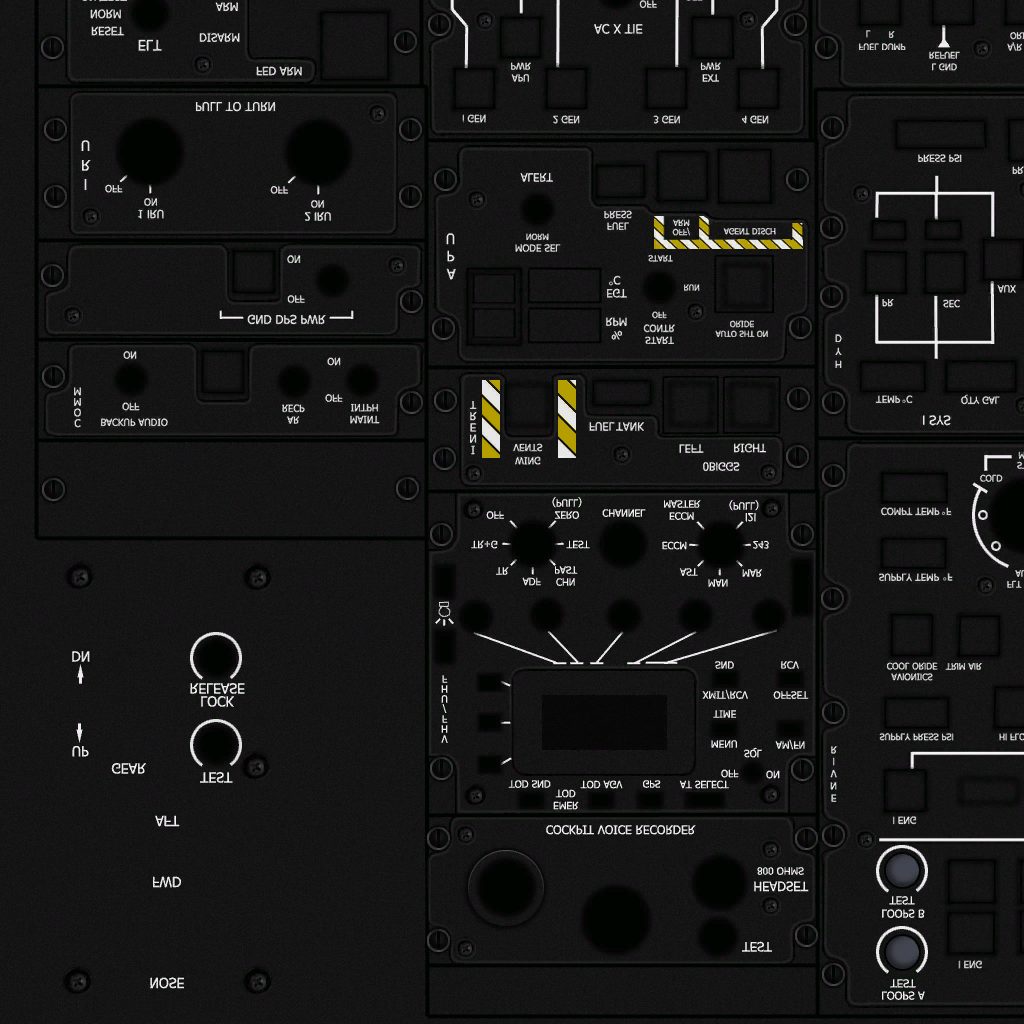 RESET
NORM
ELT
ARM
DISARM
FED ARM
AC X TIE
OFF
APU
PWR
EXT
PWR
1 GEN
2 GEN
3 GEN
4 GEN
L
R
FUEL DUMP
L GND
REFUEL
PULL TO TURN
IRU
OFF
ON
1 IRU
OFF
ON
2 IRU
ON
OFF
GND DPS PWR
COMM
ON
OFF
BACKUP AUDIO
AR
RECP
ON
OFF
MAINT
INTPH
APU
ALERT
MODE SEL
NORM
FUEL
PRESS
OFF/
ARM
AGENT DISCH
START
RUN
OFF
START
CONTR
AUTO SHT ON
ORIDE
EGT
°C
%
RPM
INERT
WING
VENTS
FUEL TANK
LEFT
RIGHT
OBIGGS
PRESS PSI
HYD
PR
SEC
AUX
TEMP °C
QTY GAL
1 SYS
OFF
ZERO
(PULL)
CHANNEL
ECCM
MASTER
121
(PULL)
TR+G
TEST
ECCM
243
TR
ADF
CHN
PAST
AST
MAN
MAR
VHF/UHF
SND
RCV
XMIT/RCV
OFFSET
TIME
MENU
AM/FN
SQL
OFF
ON
TOD SND
EMER
TOD
TOD AGV
GPS
AT SELECT
COCKPIT VOICE RECORDER
HEADSET
800 OHMS
TEST
COLD
COMPT TEMP °F
SUPPLY TEMP °F
AVIONICS
COOL ORIDE
TRIM AIR
SUPPLY PRESS PSI
ENVIR
1 ENG
LOOPS B
TEST
1 ENG
LOOPS A
TEST
DN
UP
GEAR
LOCK
RELEASE
TEST
AFT
FWD
NOSE